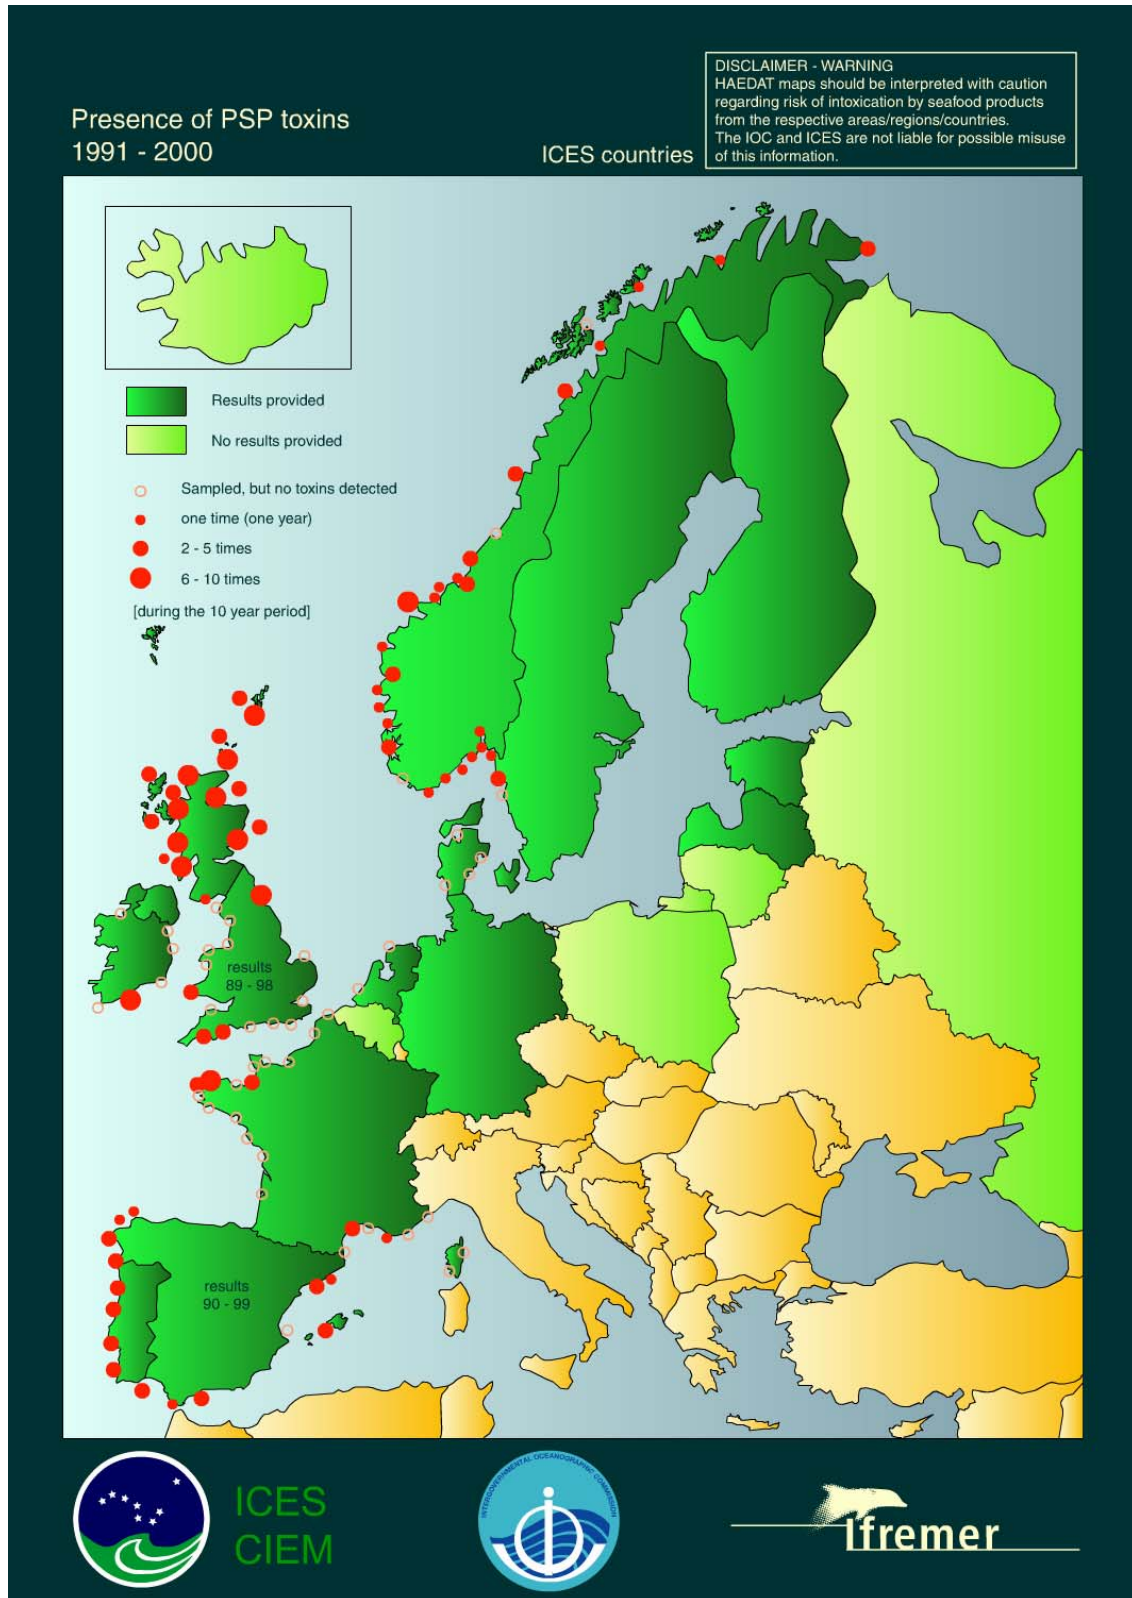 Presence of PSP toxins
1991 - 2000
ICES countries
DISCLAIMER - WARNING
HAEDAT maps should be interpreted with caution
regarding risk of intoxication by seafood products
from the respective areas/regions/countries.
The IOC and ICES are not liable for possible misuse
of this information.
Results provided
No results provided
Sampled, but no toxins detected
one time (one year)
2 - 5 times
6 - 10 times
[during the 10 year period]
results
89 - 98
results
90 - 99
ICES
CIEM
INTERGOVERNMENTAL OCEANOGRAPHIC COMMISSION
Ifremer